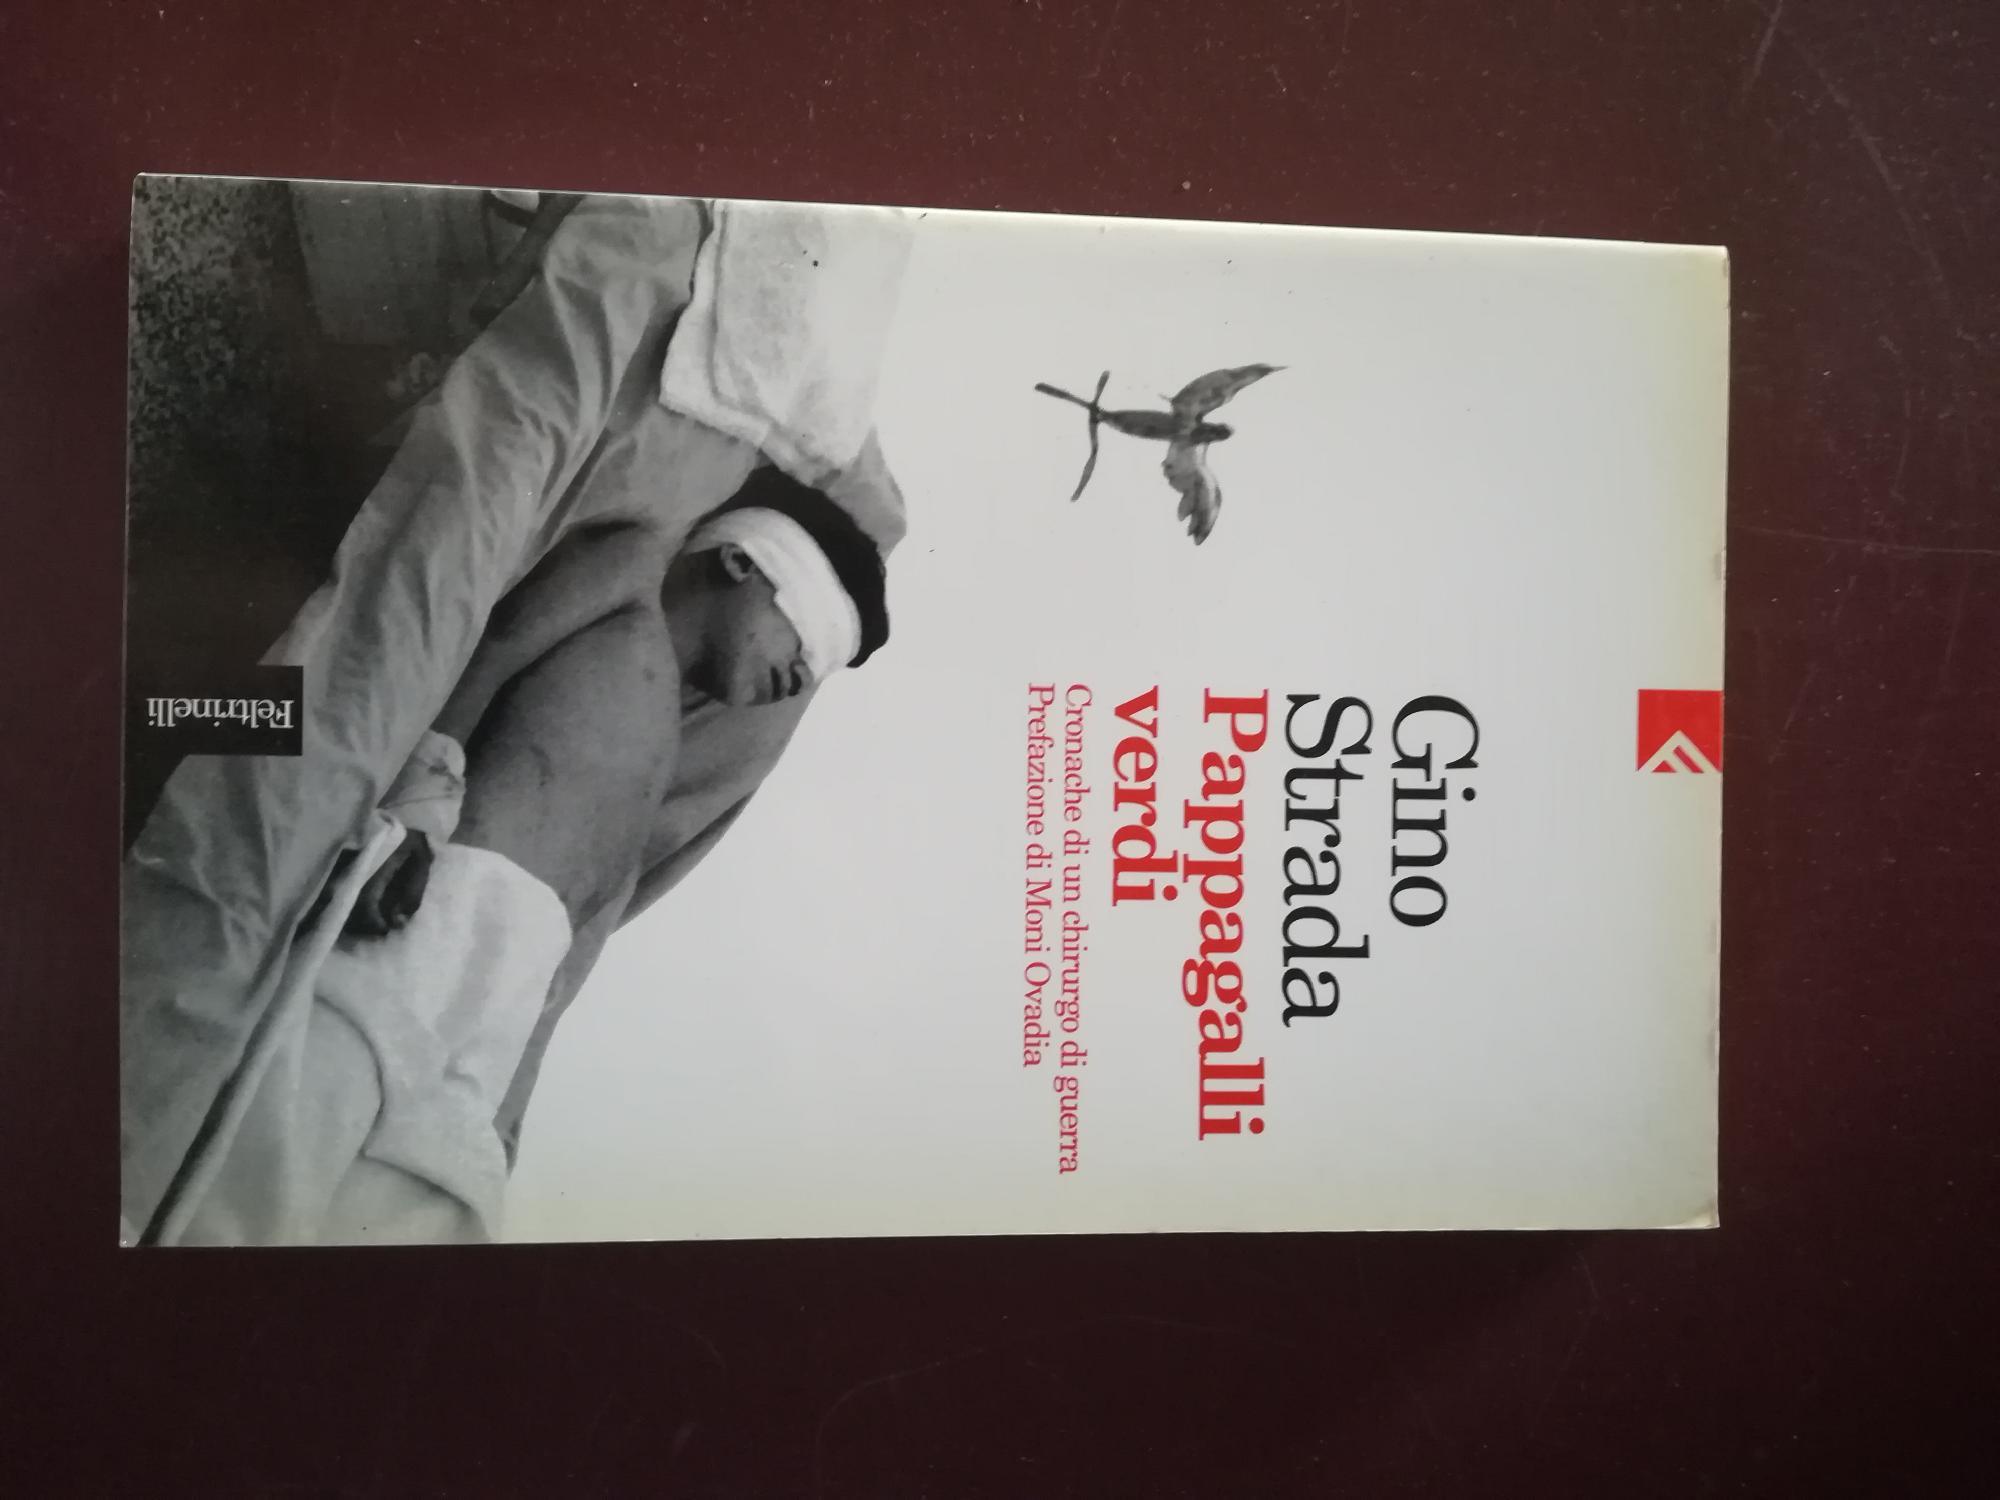 Gino
Strada
Pappagalli
verdi
Cronache di un chirurgo di guerra
Prefazione di Moni Ovadia
Feltrinelli